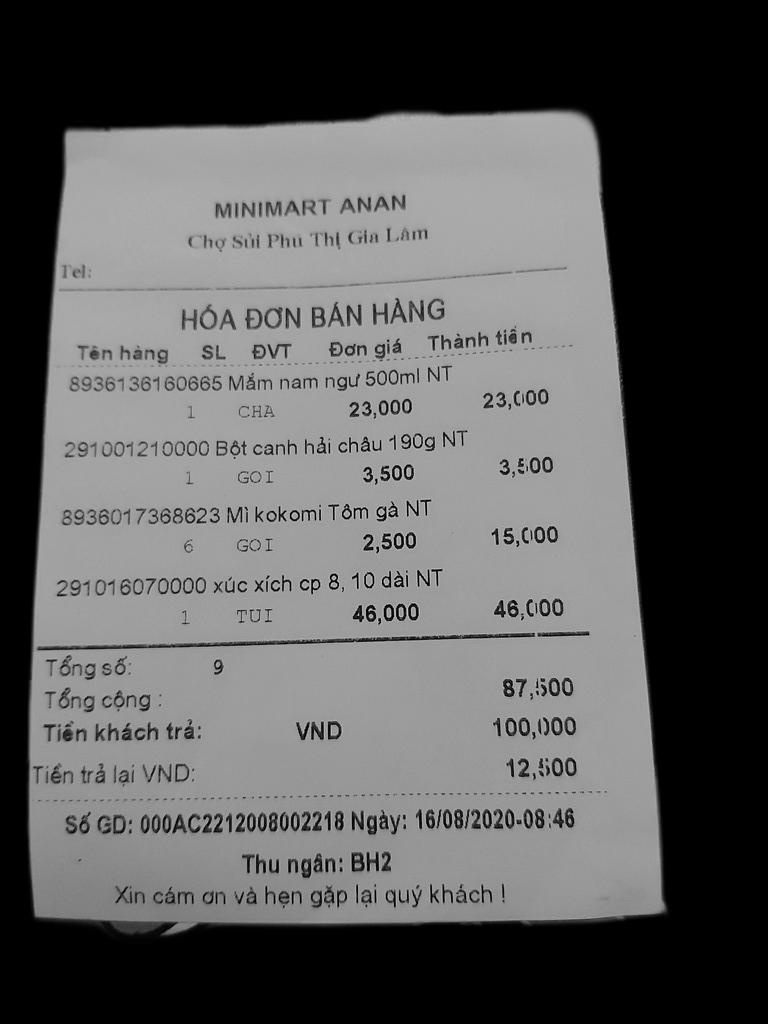 MINIMART ANAN
Chợ Sủi Phú Thị Gia Lâm
Tel:
HÓA ĐƠN BÁN HÀNG
Tên hàng SL ĐVT Đơn giá Thành tiền
8936136160665 Mắm nam ngư 500ml NT
1 CHA 23,000 23,000
291001210000 Bột canh hải châu 190g NT
1 GOI 3,500 3,500
8936017368623 Mì kokomi Tôm gà NT
6 GOI 2,500 15,000
291016070000 xúc xích cp 8, 10 dài NT
1 TUI 46,000 46,000
Tổng số: 9
Tổng cộng : 87,500
Tiền khách trả: VND 100,000
Tiền trả lại VND: 12,500
Số GD: 000AC2212008002218 Ngày: 16/08/2020-08:46
Thu ngân: BH2
Xin cám ơn và hẹn gặp lại quý khách !